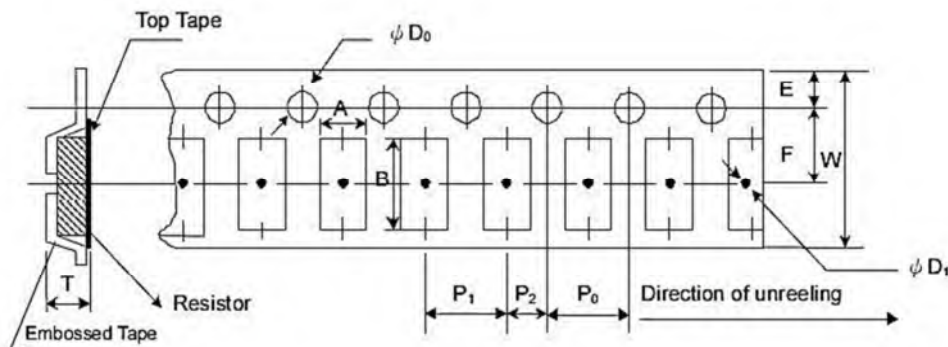 Top Tape
ψ D₀
A
E
F
W
B
T
Resistor
P₁
P₂
P₀
Direction of unreeling
ψ D₁
Embossed Tape